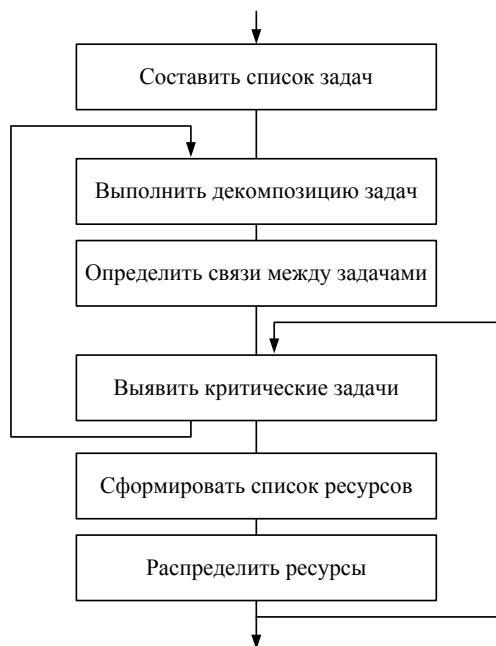 Составить список задач
Выполнить декомпозицию задач
Определить связи между задачами
Выявить критические задачи
Сформировать список ресурсов
Распределить ресурсы